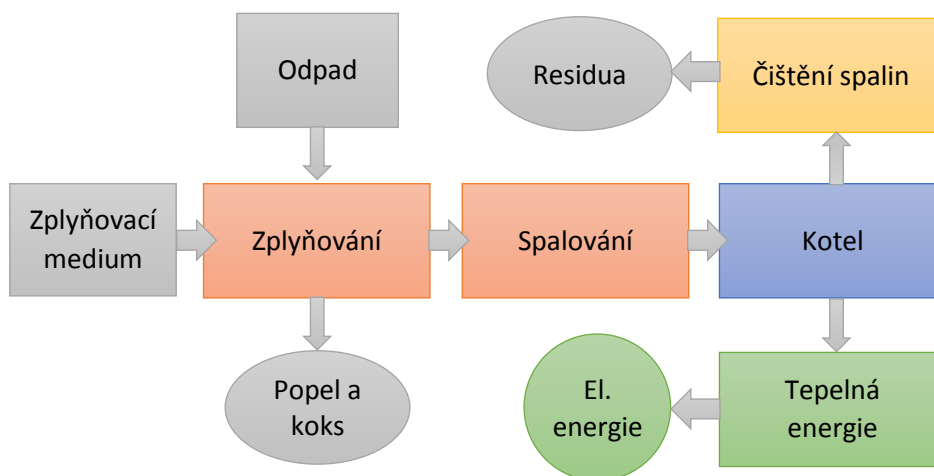 Odpad
Residua
Čištění spalin
Zplyňovací
medium
Zplyňování
Spalování
Kotel
Popel a
koks
El.
energie
Tepelná
energie